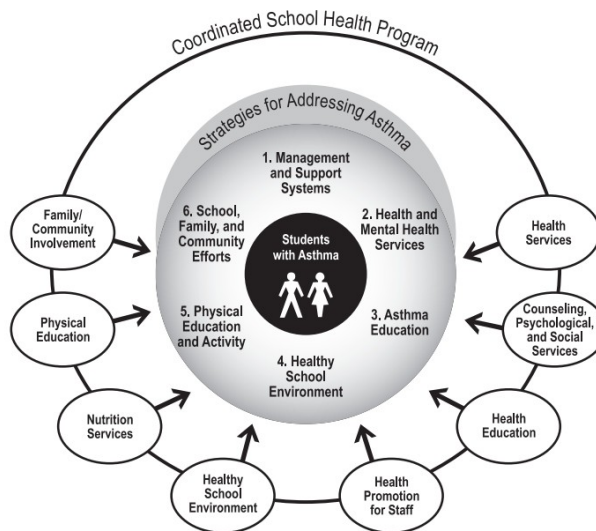 Coordinated School Health Program
Strategies for Addressing Asthma
1. Management
and Support
Systems
2. Health and
Mental Health
Services
3. Asthma
Education
4. Healthy
School
Environment
5. Physical
Education
and Activity
6. School,
Family, and
Community
Efforts
Students
with Asthma
Family/
Community
Involvement
Physical
Education
Nutrition
Services
Healthy
School
Environment
Health
Promotion
for Staff
Health
Education
Counseling,
Psychological,
and Social
Services
Health
Services